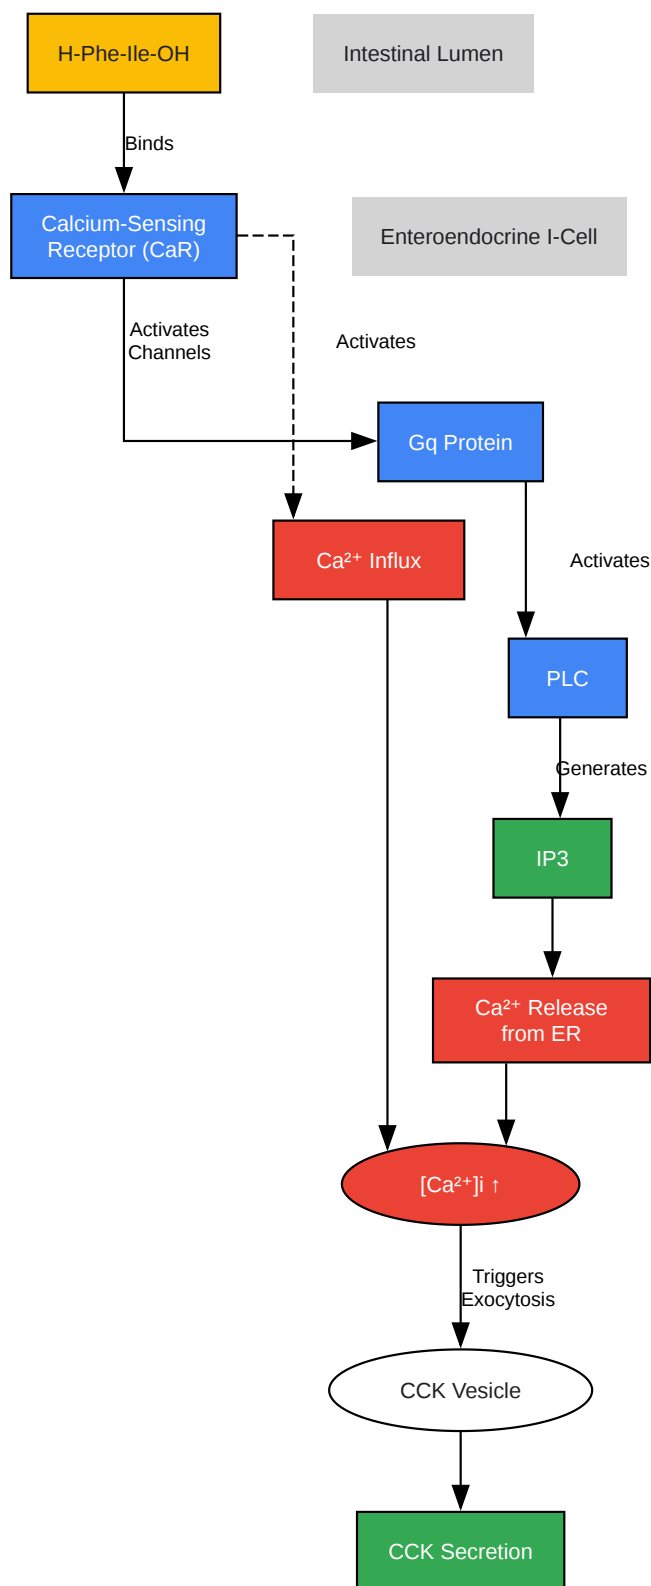 H-Phe-Ile-OH
Intestinal Lumen
Binds
Calcium-Sensing
Receptor (CaR)
Enteroendocrine I-Cell
Activates
Channels
Activates
Gq Protein
Ca²⁺ Influx
Activates
PLC
Generates
IP3
Ca²⁺ Release
from ER
[Ca²⁺]i ↑
Triggers
Exocytosis
CCK Vesicle
CCK Secretion